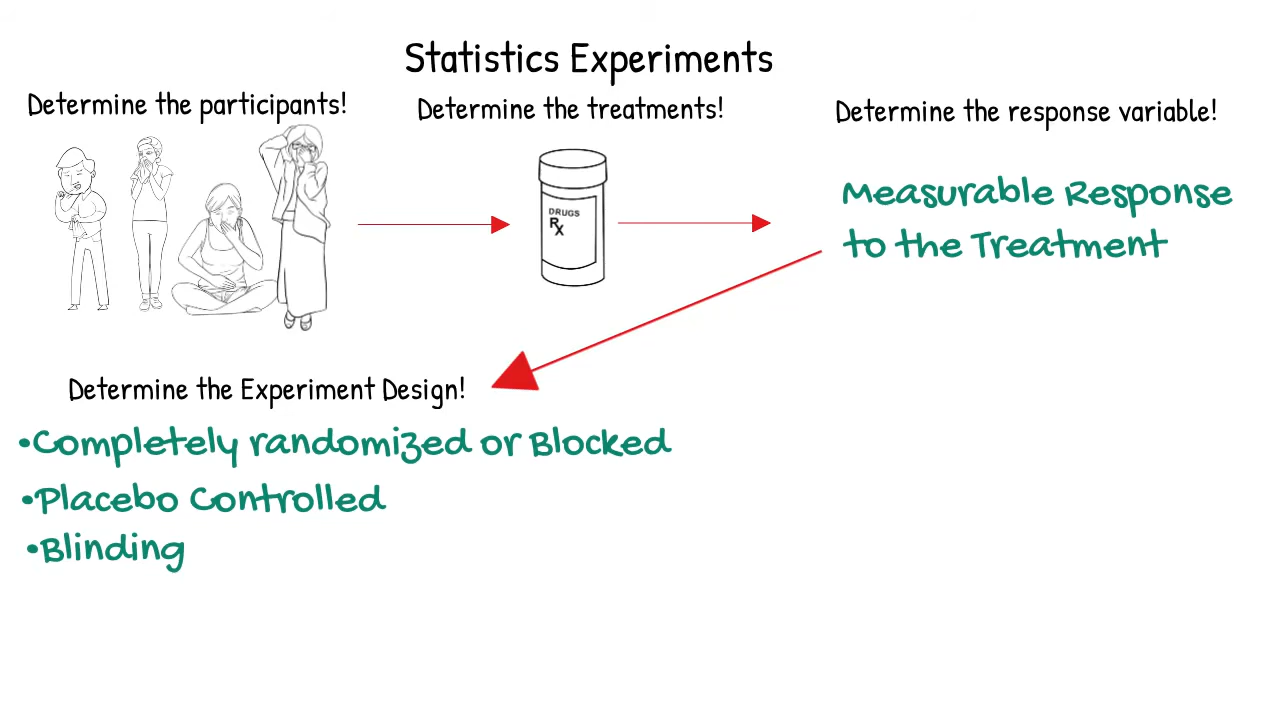 Statistics Experiments
Determine the participants!
Determine the treatments!
Determine the response variable!
DRUGS
Rx
Measurable Response
to the Treatment
Determine the Experiment Design!
•Completely randomized or Blocked
•Placebo Controlled
•Blinding